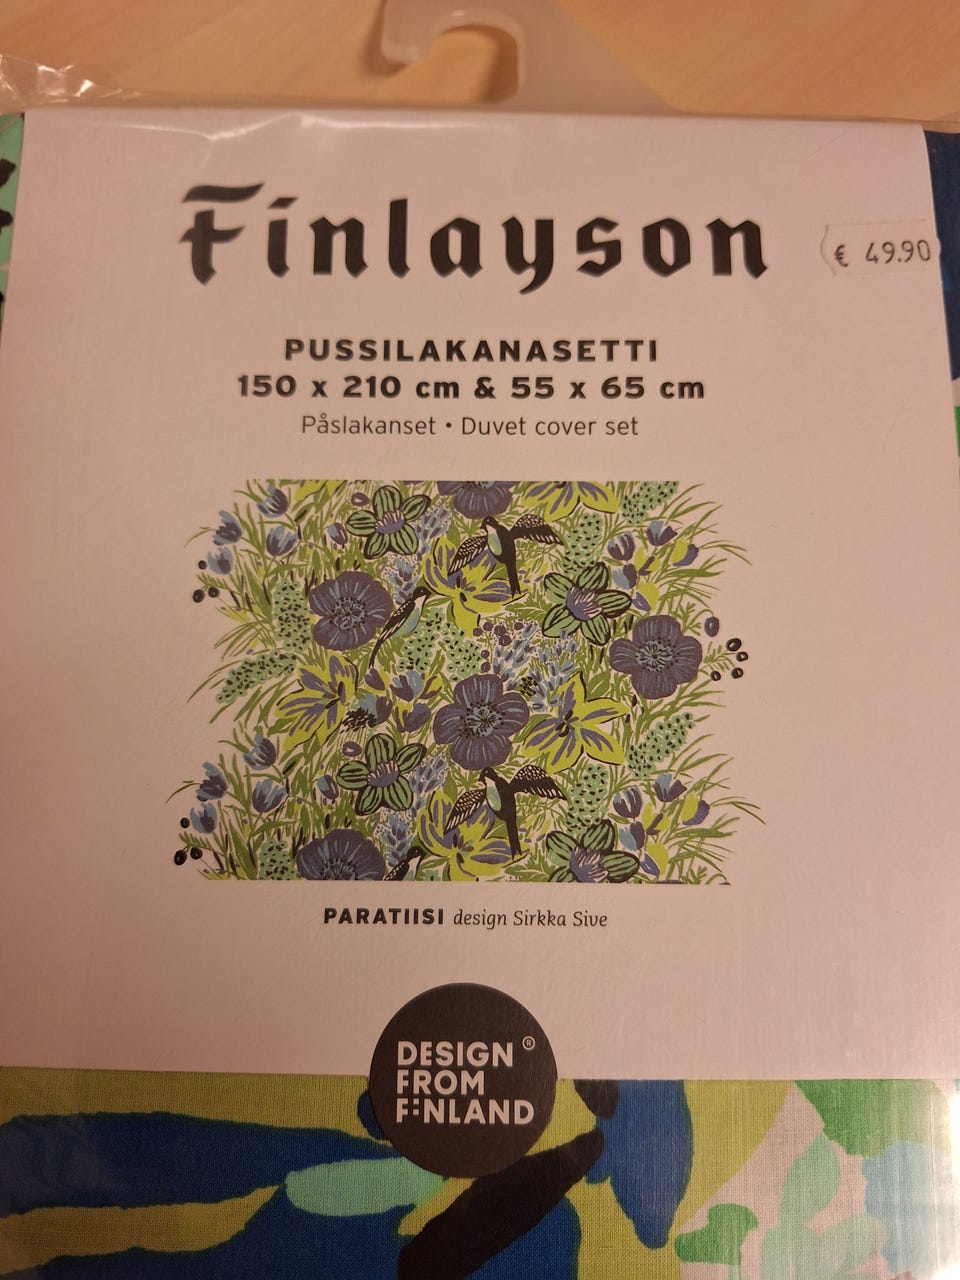 Finlayson
€ 49.90
PUSSILAKANASETTI
150 x 210 cm & 55 x 65 cm
Påslakanset • Duvet cover set
PARATIISI design Sirkka Sive
DESIGN ®
FROM
FINLAND